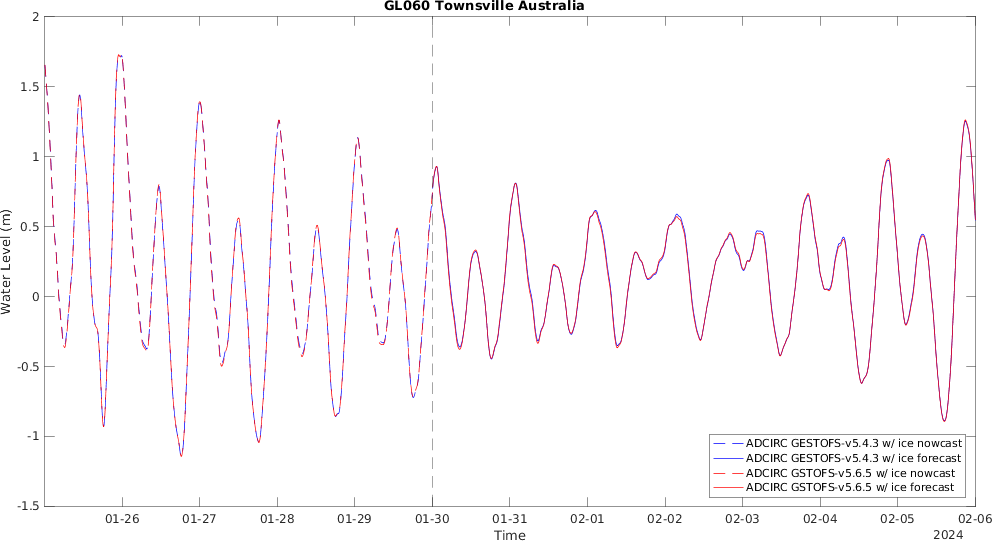 GL060 Townsville Australia
2
1.5
1
0.5
0
-0.5
-1
-1.5
Water Level (m)
01-26 01-27 01-28 01-29 01-30 01-31 02-01 02-02 02-03 02-04 02-05 02-06
Time
2024
ADCIRC GESTOFS-v5.4.3 w/ ice nowcast
ADCIRC GESTOFS-v5.4.3 w/ ice forecast
ADCIRC GSTOFS-v5.6.5 w/ ice nowcast
ADCIRC GSTOFS-v5.6.5 w/ ice forecast